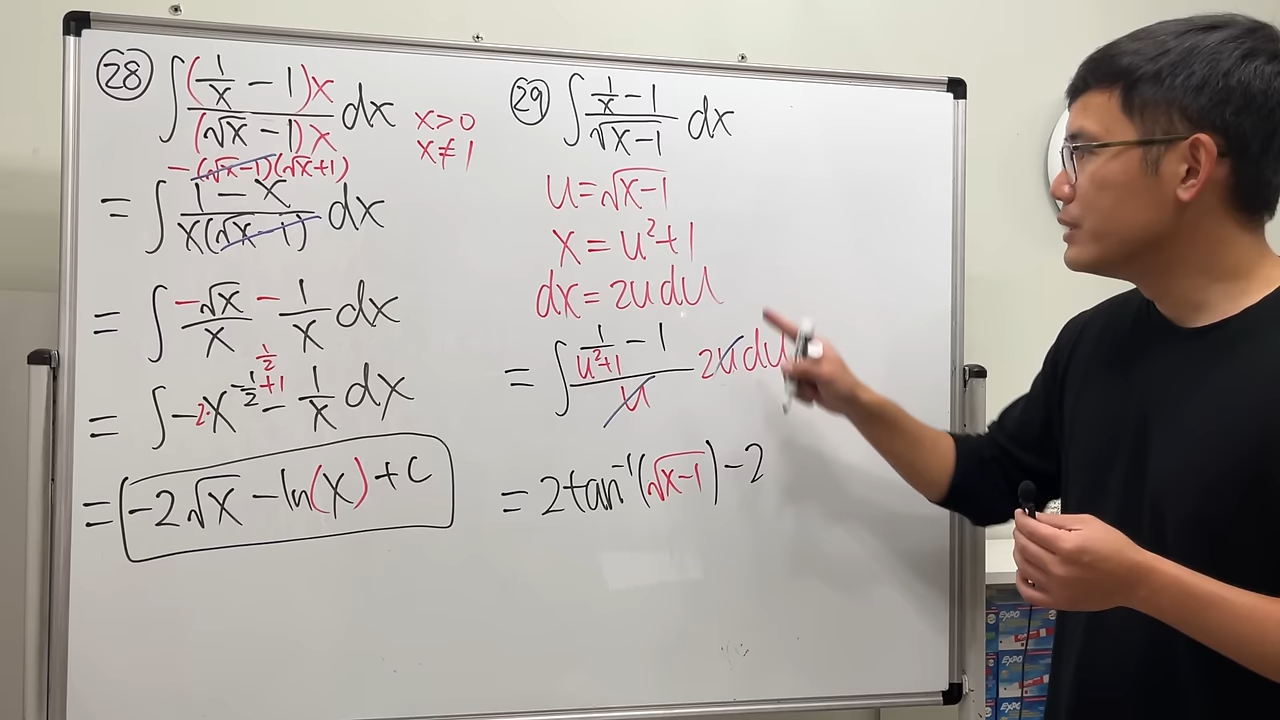 28 ∫ (1/x − 1)x / (√x − 1)x dx x>0
x≠1
−(√x−1)(√x+1)
= ∫ 1−x / x(√x−1) dx
= ∫ −√x/x − 1/x dx
= ∫ −2·x^(−1/2+1) 1/2 − 1/x dx
= −2√x − ln(x) + C
29 ∫ (1/x − 1) / √(x−1) dx
u=√(x−1)
x = u²+1
dx = 2u du
= ∫ (1/(u²+1) − 1) / u 2u du
= 2tan⁻¹(√(x−1)) − 2
EXPO
EXPO